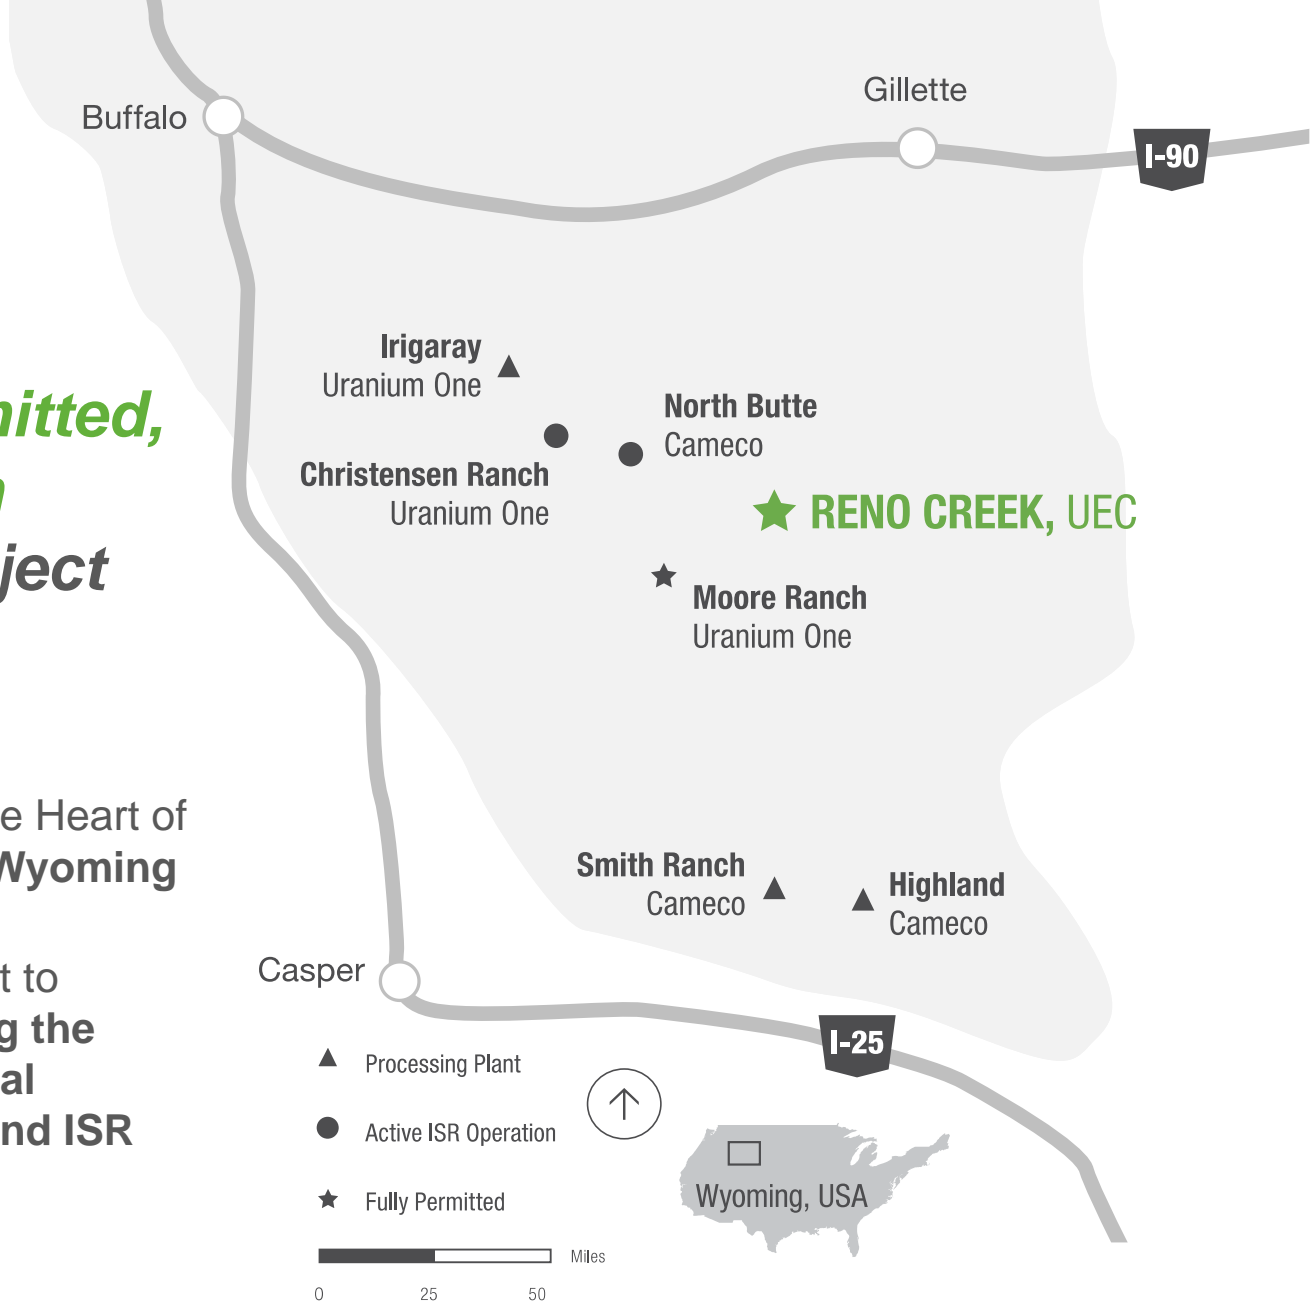 Buffalo
Gillette
I-90
Irigaray
Uranium One
North Butte
Cameco
Christensen Ranch
Uranium One
RENO CREEK, UEC
Moore Ranch
Uranium One
mitted,
ject
e Heart of
Wyoming
t to
g the
al
nd ISR
Smith Ranch
Cameco
Highland
Cameco
Casper
I-25
Processing Plant
Active ISR Operation
Fully Permitted
Wyoming, USA
Miles
0 25 50